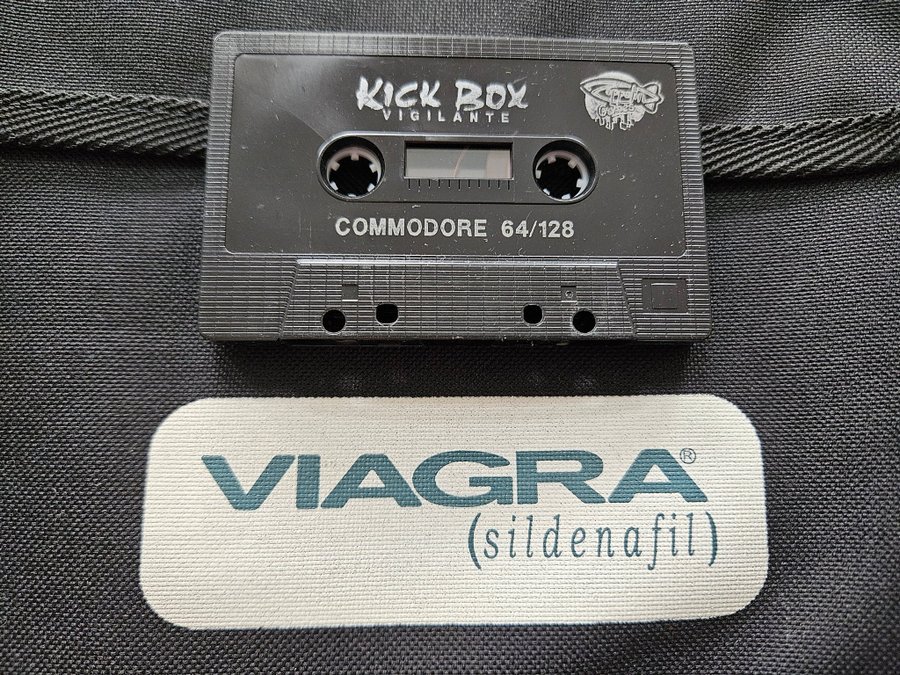 KICK BOX
VIGILANTE
COMMODORE 64/128
VIAGRA®
(sildenafil)